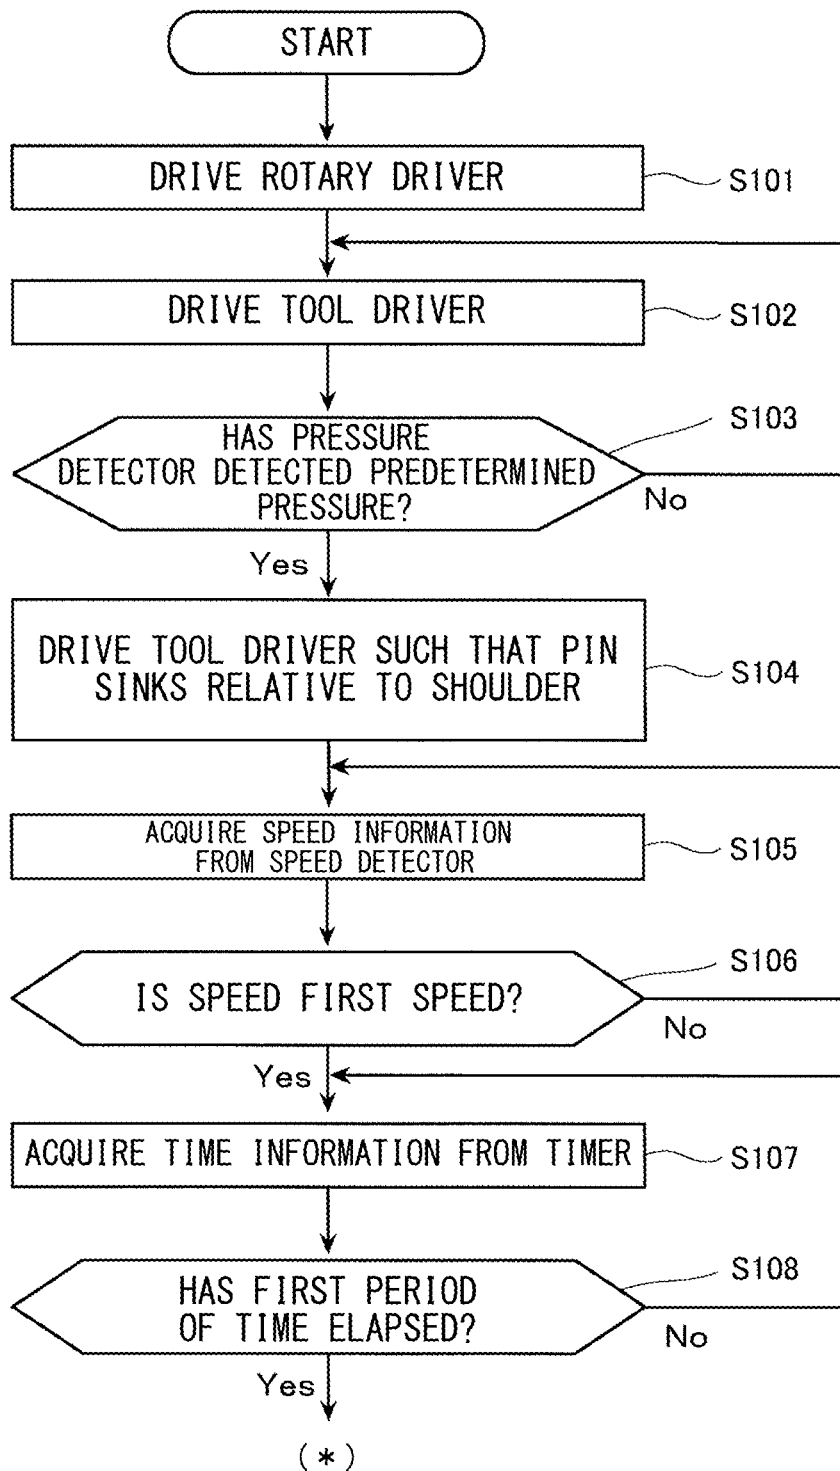 START
DRIVE ROTARY DRIVER
S101
DRIVE TOOL DRIVER
S102
HAS PRESSURE
DETECTOR DETECTED PREDETERMINED
PRESSURE?
S103
No
Yes
DRIVE TOOL DRIVER SUCH THAT PIN
SINKS RELATIVE TO SHOULDER
S104
ACQUIRE SPEED INFORMATION
FROM SPEED DETECTOR
S105
IS SPEED FIRST SPEED?
S106
No
Yes
ACQUIRE TIME INFORMATION FROM TIMER
S107
HAS FIRST PERIOD
OF TIME ELAPSED?
S108
No
Yes
(*)